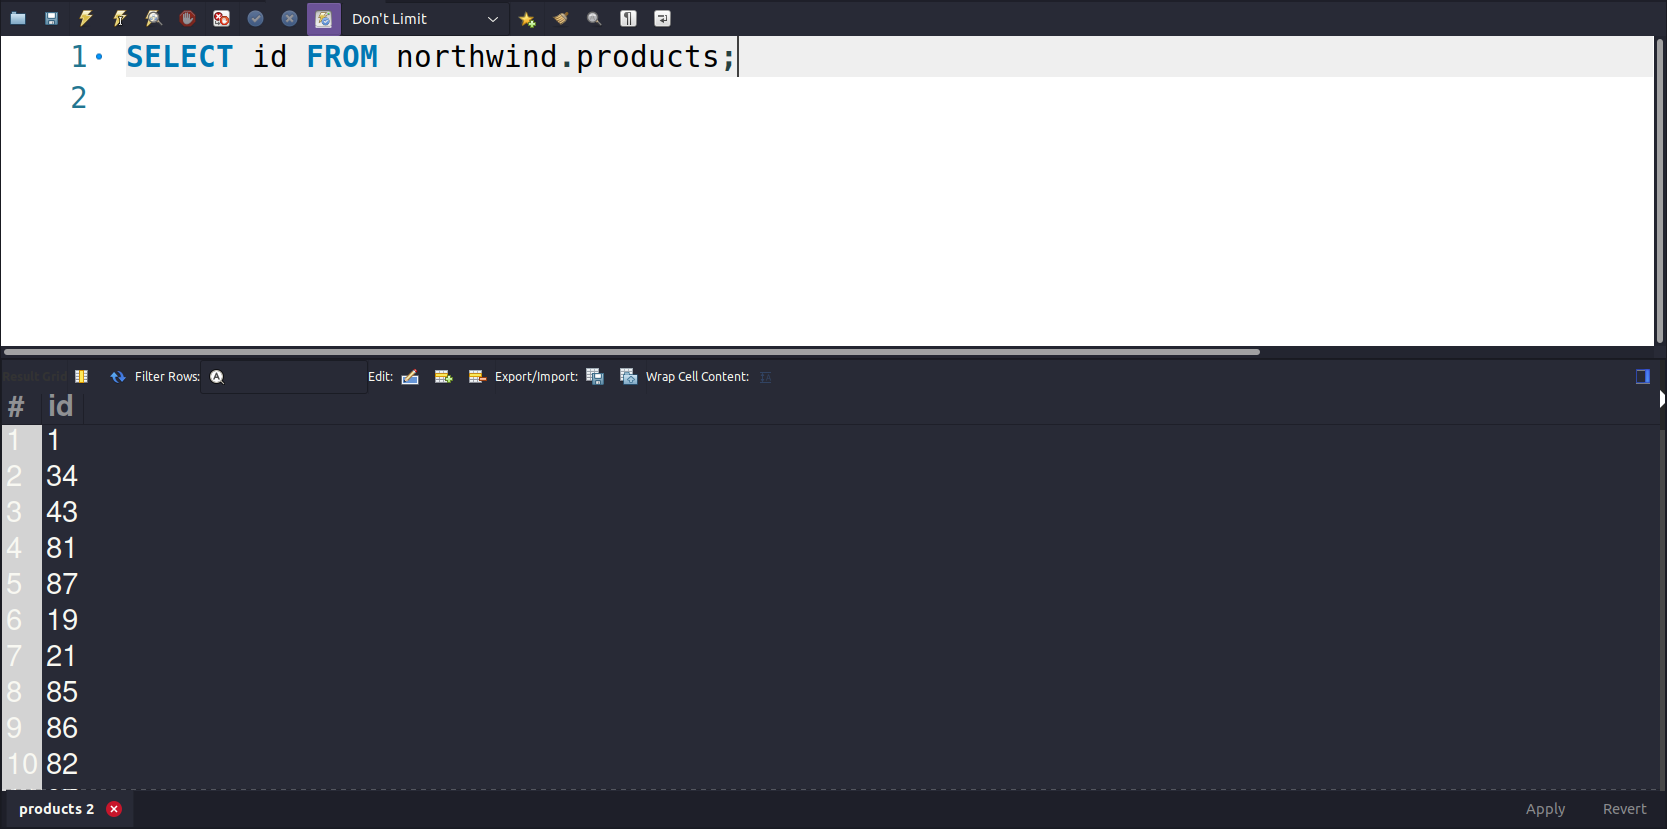 Don't Limit
1 SELECT id FROM northwind.products;
2
Result Grid Filter Rows: Edit: Export/Import: Wrap Cell Content:
# id
1 1
2 34
3 43
4 81
5 87
6 19
7 21
8 85
9 86
10 82
products 2 Apply Revert